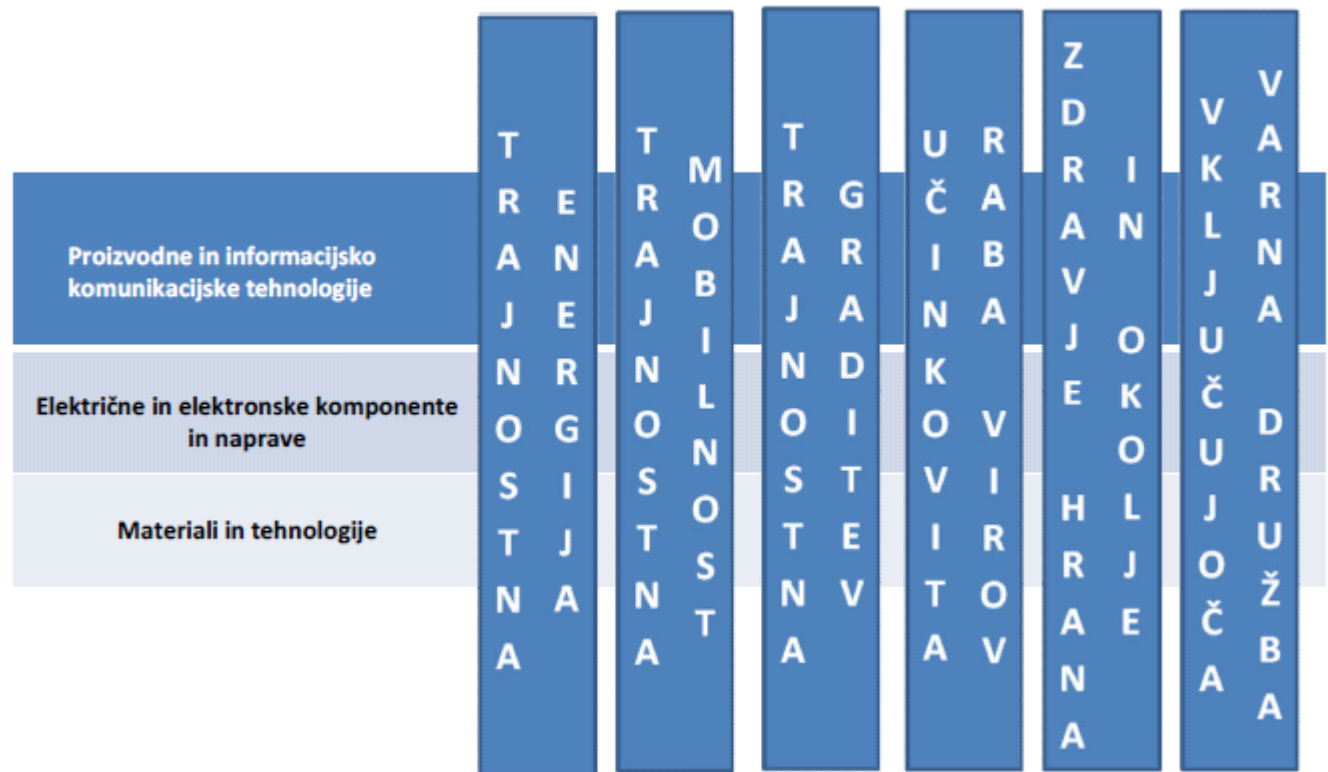 Proizvodne in informacijsko
komunikacijske tehnologije
Električne in elektronske komponente
in naprave
Materiali in tehnologije
TRAJNOSTNA
ENERGIJA
TRAJNOSTNA
MOBILNOST
TRAJNOSTNA
GRADITEV
UČINKOVITA
RABA VIROV
ZDRAVJE HRANA
IN OKOLJE
VKLJUČUJOČA
VARNA DRUŽBA